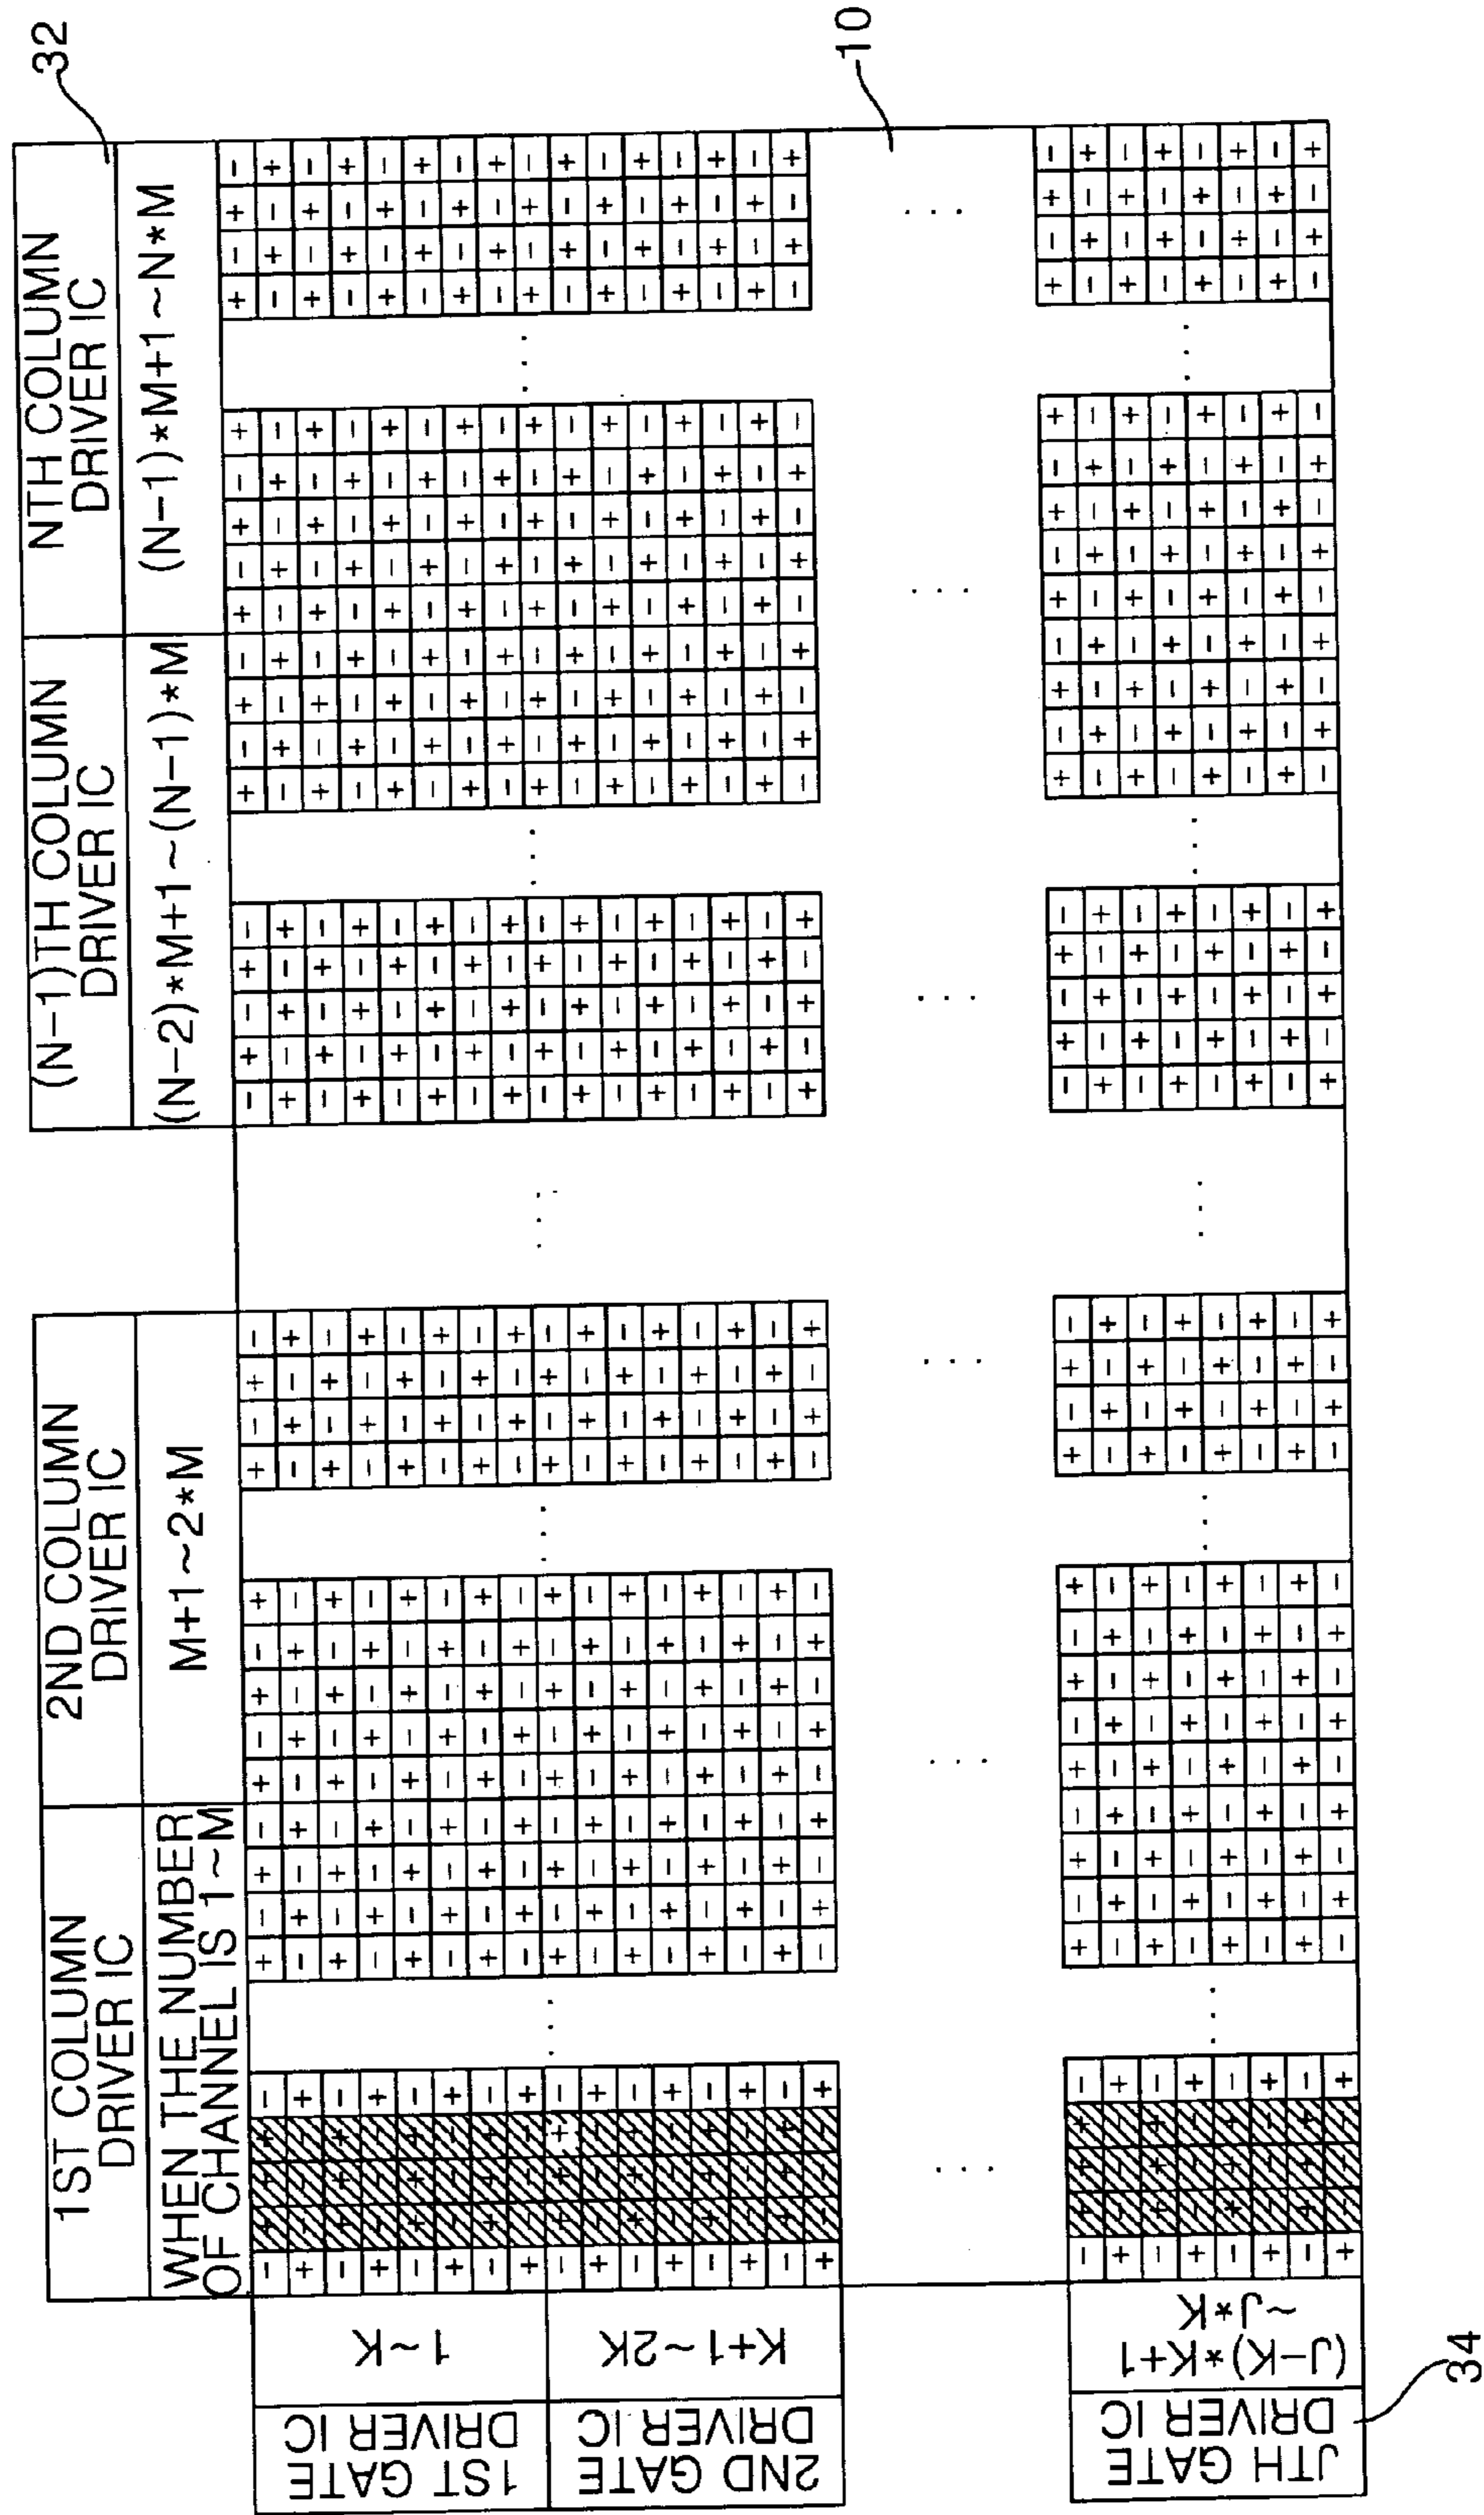 32
1ST COLUMN
DRIVER IC
2ND COLUMN
DRIVER IC
(N-1)TH COLUMN
DRIVER IC
NTH COLUMN
DRIVER IC
WHEN THE NUMBER
OF CHANNEL IS 1~M
M+1~2*M
(N-2)*M+1~(N-1)*M
(N-1)*M+1~N*M
1ST GATE
DRIVER IC
1~K
2ND GATE
DRIVER IC
K+1~2K
10
JTH GATE
DRIVER IC
(J-K)*K+1
~J*K
34